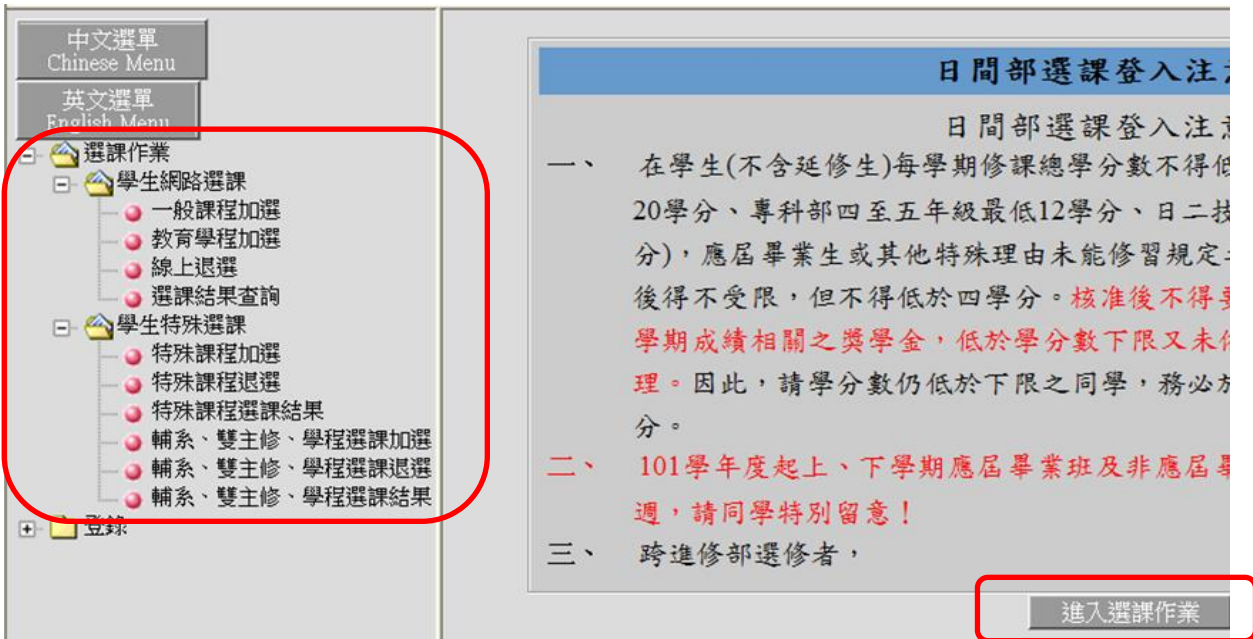 中文選單
Chinese Menu
英文選單
English Menu
選課作業
學生網路選課
一般課程加選
教育學程加選
線上退選
選課結果查詢
學生特殊選課
特殊課程加選
特殊課程退選
特殊課程選課結果
輔系、雙主修、學程選課加選
輔系、雙主修、學程選課退選
輔系、雙主修、學程選課結果
登錄
日間部選課登入注
日間部選課登入注
一、 在學生(不含延修生)每學期修課總學分數不得低
20學分、專科部四至五年級最低12學分、日二技
分)，應屆畢業生或其他特殊理由未能修習規定
後得不受限，但不得低於四學分。核准後不得
學期成績相關之獎學金，低於學分數下限又未
理。因此，請學分數仍低於下限之同學，務必於
分。
二、 101學年度起上、下學期應屆畢業班及非應屆畢
週，請同學特別留意！
三、 跨進修部選修者，
進入選課作業